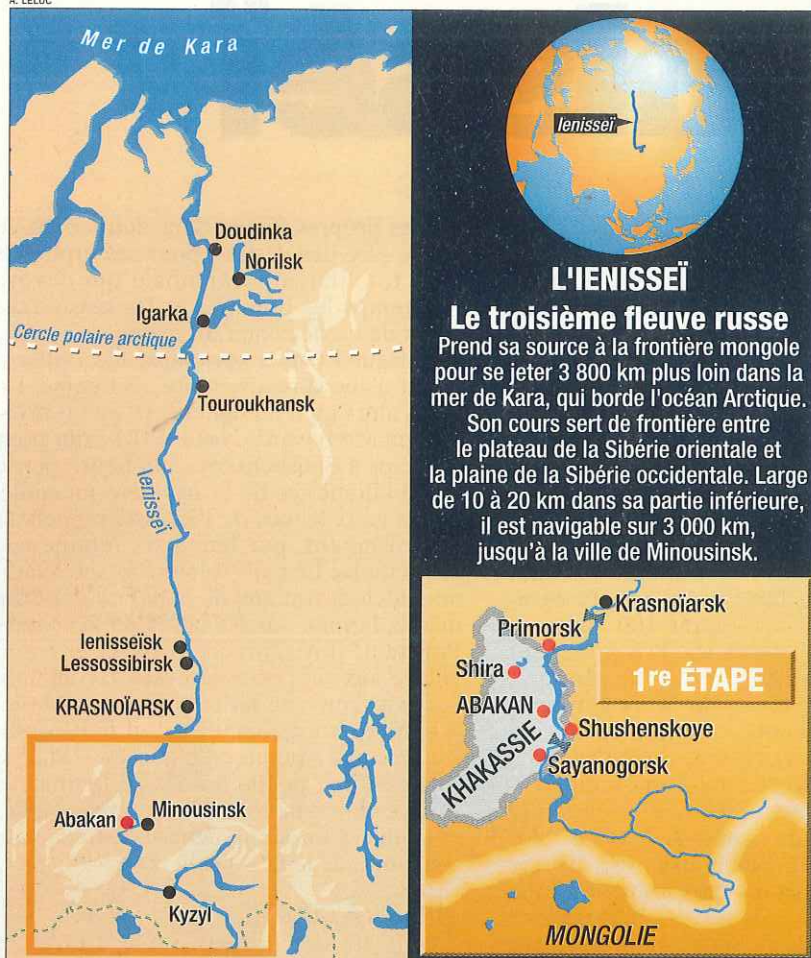 A. LELUC
Mer de Kara
Doudinka
Norilsk
Igarka
Cercle polaire arctique
Touroukhansk
Ienisseï
Ienisseïsk
Lessossibirsk
KRASNOÏARSK
Abakan
Minousinsk
Kyzyl
Ienisseï
L'IENISSEÏ
Le troisième fleuve russe
Prend sa source à la frontière mongole
pour se jeter 3 800 km plus loin dans la
mer de Kara, qui borde l'océan Arctique.
Son cours sert de frontière entre
le plateau de la Sibérie orientale et
la plaine de la Sibérie occidentale. Large
de 10 à 20 km dans sa partie inférieure,
il est navigable sur 3 000 km,
jusqu'à la ville de Minousinsk.
Krasnoïarsk
Primorsk
Shira
1re ÉTAPE
ABAKAN
Shushenskoye
KHAKASSIE
Sayanogorsk
MONGOLIE